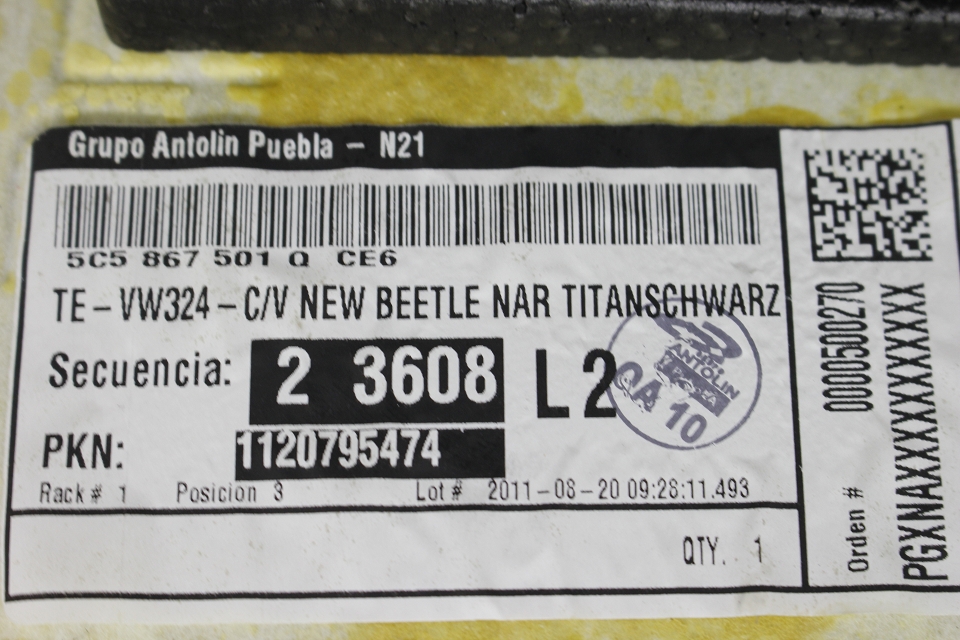 Grupo Antolin Puebla - N21
5C5 867 501 Q CE6
TE-VW324-C/V NEW BEETLE NAR TITANSCHWARZ
Secuencia: 2 3608 L2
PKN: 1120795474
Rack# 1 Posicion 3 Lot# 2011-08-20 09:28:11.493
QTY. 1
ANTOLIN
QA 10
Orden # 0000500270
PGXNAXXXXXXXXXXX